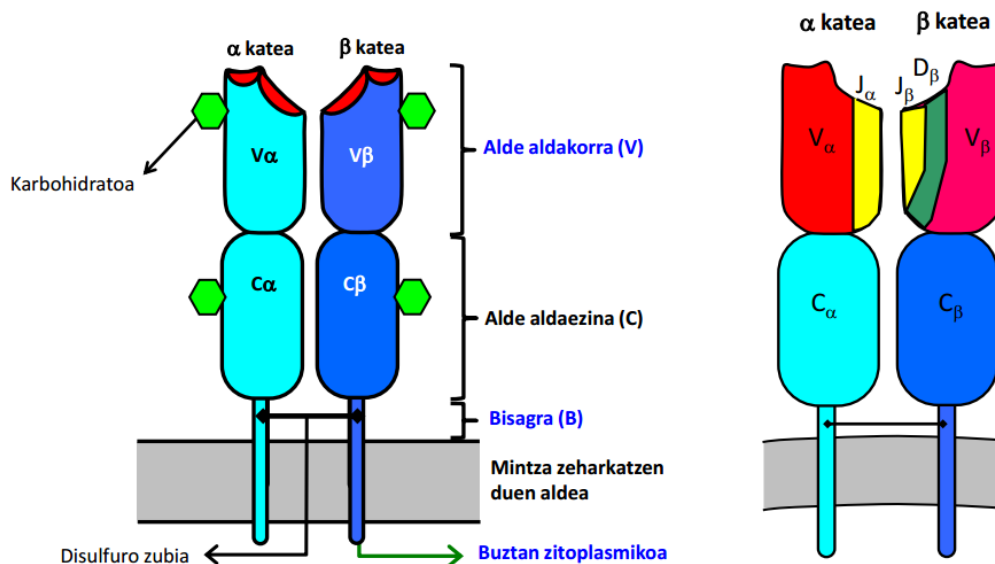 α katea
β katea
Karbohidratoa
Vα
Vβ
Alde aldakorra (V)
Cα
Cβ
Alde aldaezina (C)
Bisagra (B)
Mintza zeharkatzen
duen aldea
Disulfuro zubia
Buztan zitoplasmikoa
α katea
β katea
Jα
Jβ
Dβ
Vα
Vβ
Cα
Cβ